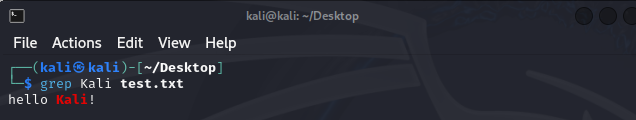 kali@kali: ~/Desktop
File Actions Edit View Help
┌──(kali㉿kali)-[~/Desktop]
└─$ grep Kali test.txt
hello Kali!